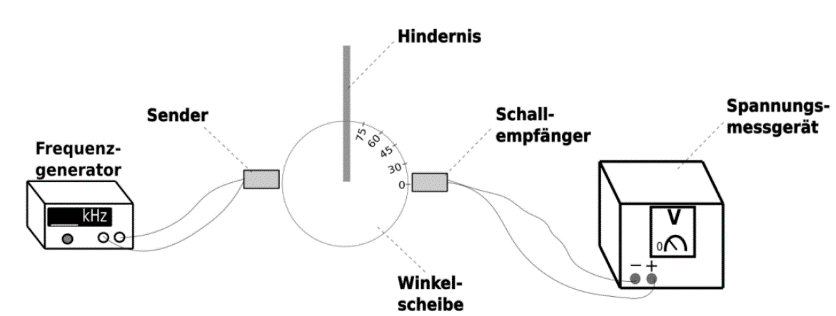 Hindernis
Sender
Schall-
empfänger
Spannungs-
messgerät
Frequenz-
generator
kHz
75
60
45
30
0
V
0
− +
Winkel-
scheibe